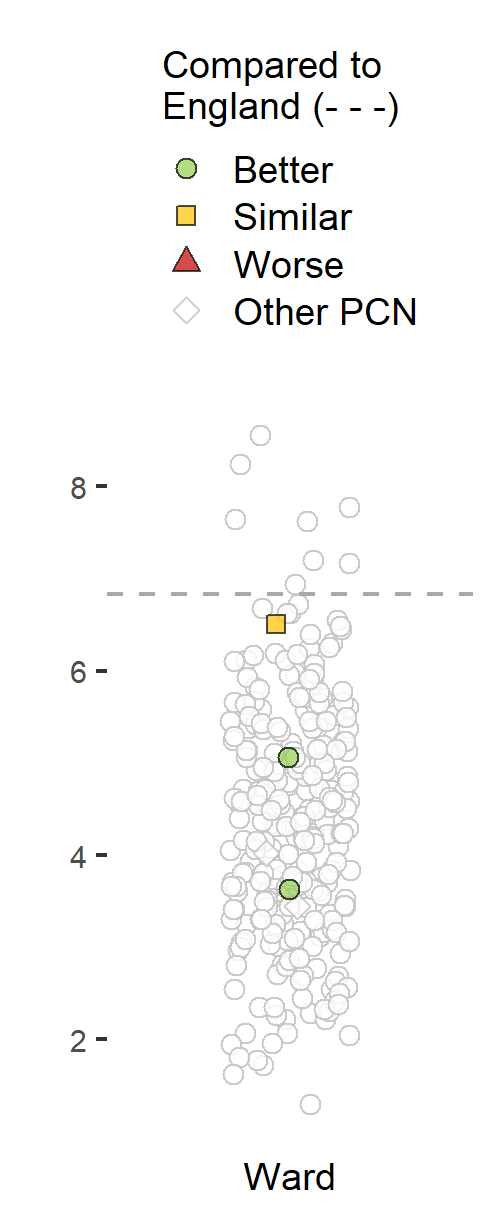 Compared to
England (- - -)
Better
Similar
Worse
Other PCN
8
6
4
2
Ward